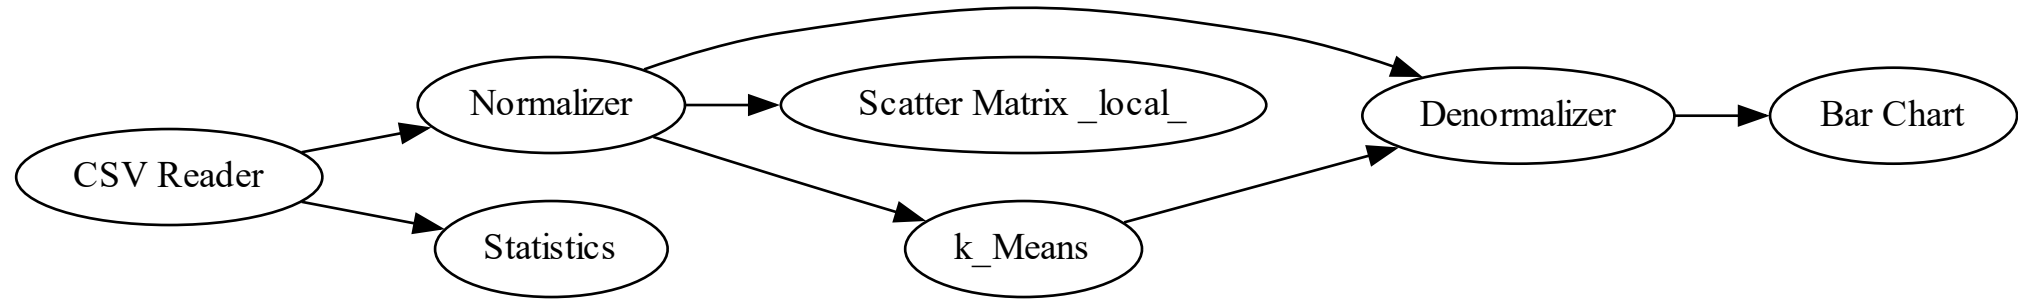 CSV Reader
Normalizer
Statistics
Scatter Matrix _local_
k_Means
Denormalizer
Bar Chart